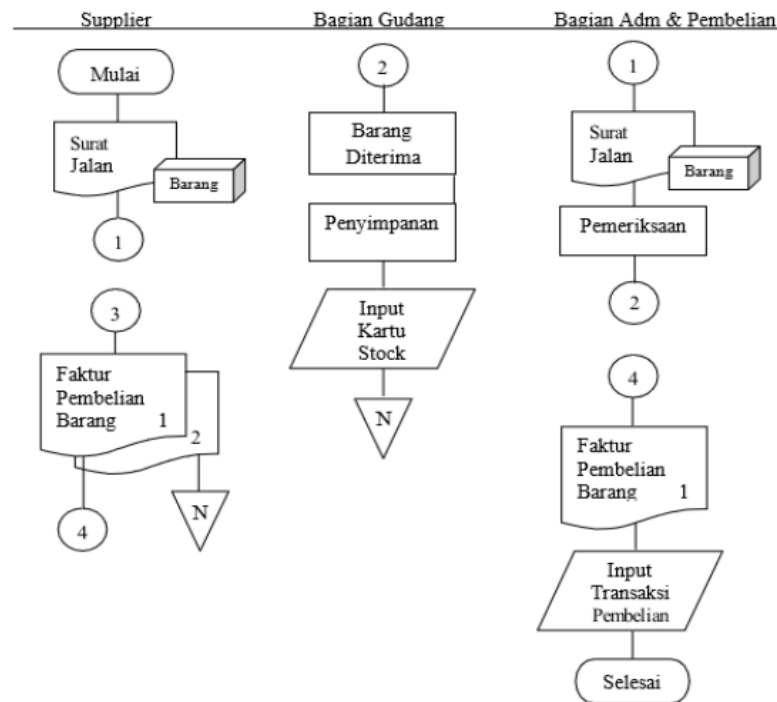 Supplier
Bagian Gudang
Bagian Adm & Pembelian
Mulai
Surat
Jalan
Barang
1
3
Faktur
Pembelian
Barang 1
2
4
N
2
Barang
Diterima
Penyimpanan
Input
Kartu
Stock
N
1
Surat
Jalan
Barang
Pemeriksaan
2
4
Faktur
Pembelian
Barang 1
Input
Transaksi
Pembelian
Selesai